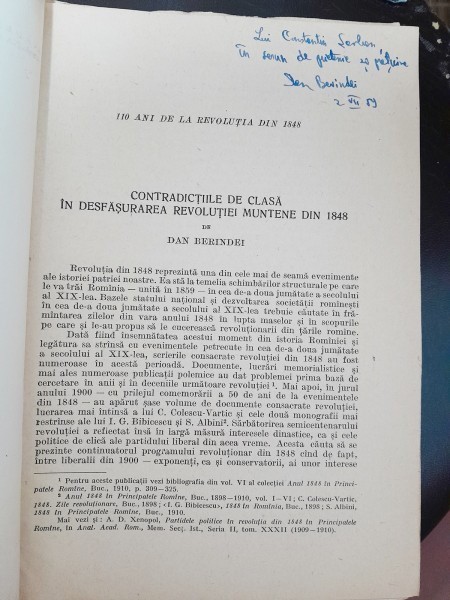 Lui Constantin Serban
în semn de prietenie și prețuire
Dan Berindei
2 VII 59
110 ANI DE LA REVOLUȚIA DIN 1848
CONTRADICȚIILE DE CLASĂ
ÎN DESFĂȘURAREA REVOLUȚIEI MUNTENE DIN 1848
DE
DAN BERINDEI
Revoluția din 1848 reprezintă una din cele mai de seamă evenimente
ale istoriei patriei noastre. Ea stă la temelia schimbărilor structurale pe care
le va trăi Romînia — unită în 1859 — în cea de-a doua jumătate a secolului
al XIX-lea. Bazele statului național și dezvoltarea societății romînești
în cea de-a doua jumătate a secolului al XIX-lea trebuie căutate în fră-
mîntarea zilelor din vara anului 1848 în lupta maselor și în scopurile
pe care și le-au propus să le cucerească revoluționarii din țările romîne.
Dată fiind însemnătatea acestui moment din istoria Romîniei și
legătura sa strînsă cu evenimentele petrecute în cea de-a doua jumătate
a secolului al XIX-lea, scrierile consacrate revoluției din 1848 au fost
numeroase în acestă perioadă. Documente, lucrări memorialistice și
mai ales numeroase publicații polemice au dat problemei prima bază de
cercetare în anii și în deceniile următoare revoluției ¹. Mai apoi, în jurul
anului 1900 — cu prilejul comemorării a 50 de ani de la evenimentele
din 1848 — au apărut șase volume de documente consacrate revoluției,
lucrarea mai întinsă a lui C. Colescu-Vartic și cele două monografii mai
restrînse ale lui I. G. Bibicescu și S. Albini². Sărbătorirea semicentenarului
revoluției a reflectat însă în largă măsură interesele dinastice, ca și cele
politice de clică ale partidului liberal din acea vreme. Acesta căuta să se
prezinte continuatorul programului revoluționar din 1848 cînd de fapt,
între liberalii din 1900 — exponenți, ca și conservatorii, ai unor interese
¹ Pentru aceste publicații vezi bibliografia din vol. VI al colecției Anul 1848 în Princi-
patele Romîne, Buc., 1910, p. 309—325.
² Anul 1848 în Principatele Romîne, Buc., 1898—1910, vol. I—VI; C. Colescu-Vartic,
1848. Zile revoluționare, Buc., 1898; ‹I. G. Bibicescu›, 1848 în Romînia, Buc., 1898; S. Albini,
1848 în Principatele Romîne, Buc., 1910.
Mai vezi și: A. D. Xenopol, Partidele politice în revoluția din 1848 în Principatele
Romîne, în Anal. Acad. Rom., Mem. Secț. Ist., Seria II, tom. XXXII (1909—1910).